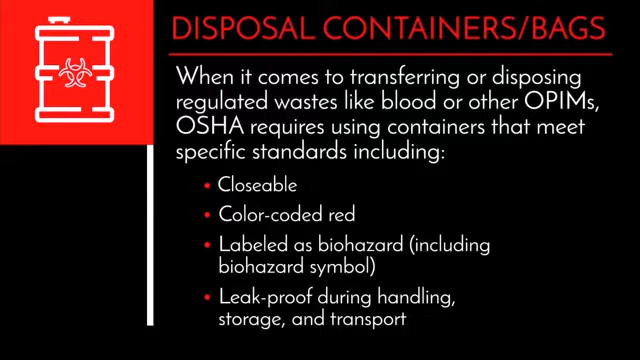 DISPOSAL CONTAINERS/BAGS
When it comes to transferring or disposing
regulated wastes like blood or other OPIMs,
OSHA requires using containers that meet
specific standards including:
• Closeable
• Color-coded red
• Labeled as biohazard (including
biohazard symbol)
• Leak-proof during handling,
storage, and transport